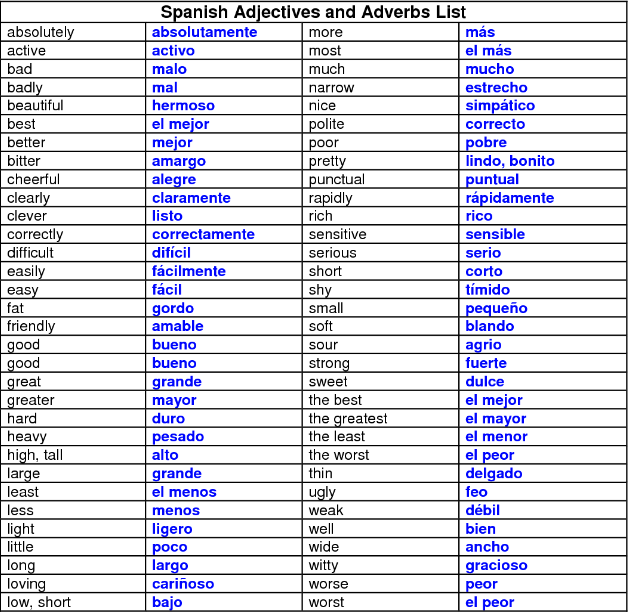 Spanish Adjectives and Adverbs List
absolutely absolutamente more más
active activo most el más
bad malo much mucho
badly mal narrow estrecho
beautiful hermoso nice simpático
best el mejor polite correcto
better mejor poor pobre
bitter amargo pretty lindo, bonito
cheerful alegre punctual puntual
clearly claramente rapidly rápidamente
clever listo rich rico
correctly correctamente sensitive sensible
difficult difícil serious serio
easily fácilmente short corto
easy fácil shy tímido
fat gordo small pequeño
friendly amable soft blando
good bueno sour agrio
good bueno strong fuerte
great grande sweet dulce
greater mayor the best el mejor
hard duro the greatest el mayor
heavy pesado the least el menor
high, tall alto the worst el peor
large grande thin delgado
least el menos ugly feo
less menos weak débil
light ligero well bien
little poco wide ancho
long largo witty gracioso
loving cariñoso worse peor
low, short bajo worst el peor